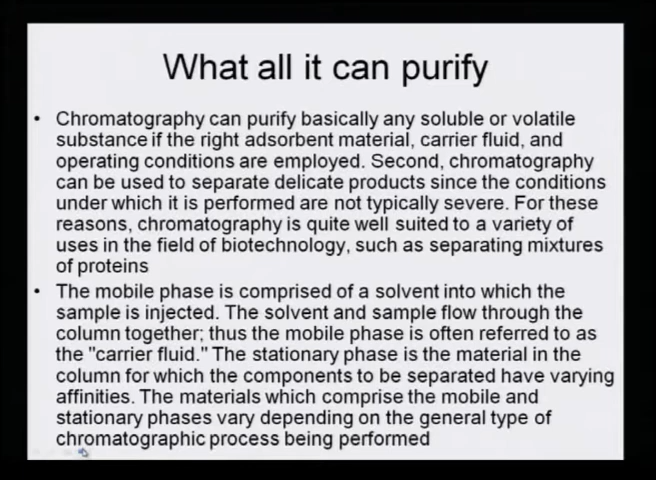 What all it can purify
• Chromatography can purify basically any soluble or volatile
substance if the right adsorbent material, carrier fluid, and
operating conditions are employed. Second, chromatography
can be used to separate delicate products since the conditions
under which it is performed are not typically severe. For these
reasons, chromatography is quite well suited to a variety of
uses in the field of biotechnology, such as separating mixtures
of proteins
• The mobile phase is comprised of a solvent into which the
sample is injected. The solvent and sample flow through the
column together; thus the mobile phase is often referred to as
the "carrier fluid." The stationary phase is the material in the
column for which the components to be separated have varying
affinities. The materials which comprise the mobile and
stationary phases vary depending on the general type of
chromatographic process being performed